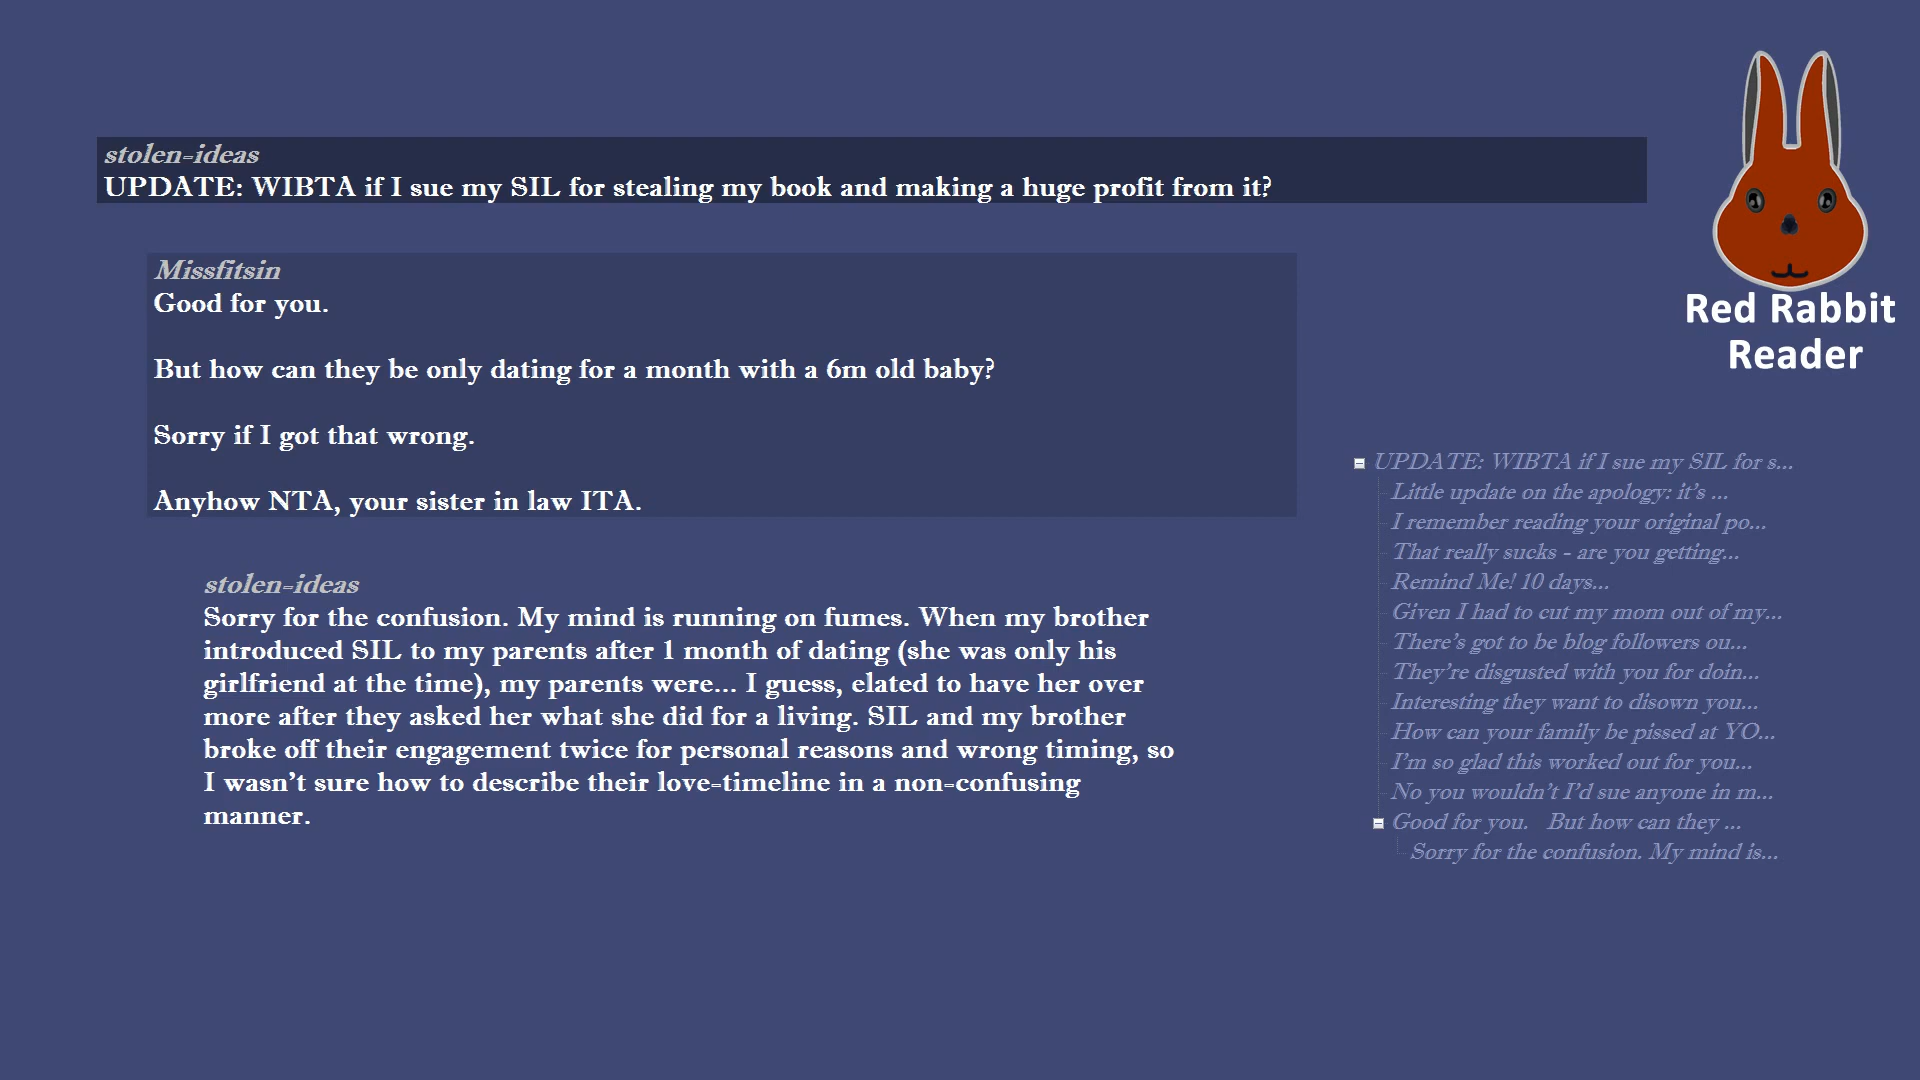 stolen-ideas
UPDATE: WIBTA if I sue my SIL for stealing my book and making a huge profit from it?
Missfitsin
Good for you.
But how can they be only dating for a month with a 6m old baby?
Sorry if I got that wrong.
Anyhow NTA, your sister in law ITA.
stolen-ideas
Sorry for the confusion. My mind is running on fumes. When my brother
introduced SIL to my parents after 1 month of dating (she was only his
girlfriend at the time), my parents were... I guess, elated to have her over
more after they asked her what she did for a living. SIL and my brother
broke off their engagement twice for personal reasons and wrong timing, so
I wasn't sure how to describe their love-timeline in a non-confusing
manner.
Red Rabbit
Reader
UPDATE: WIBTA if I sue my SIL for s...
Little update on the apology: it's ...
I remember reading your original po...
That really sucks - are you getting...
Remind Me! 10 days...
Given I had to cut my mom out of my...
There's got to be blog followers ou...
They're disgusted with you for doin...
Interesting they want to disown you...
How can your family be pissed at YO...
I'm so glad this worked out for you...
No you wouldn't I'd sue anyone in m...
Good for you. But how can they ...
Sorry for the confusion. My mind is...